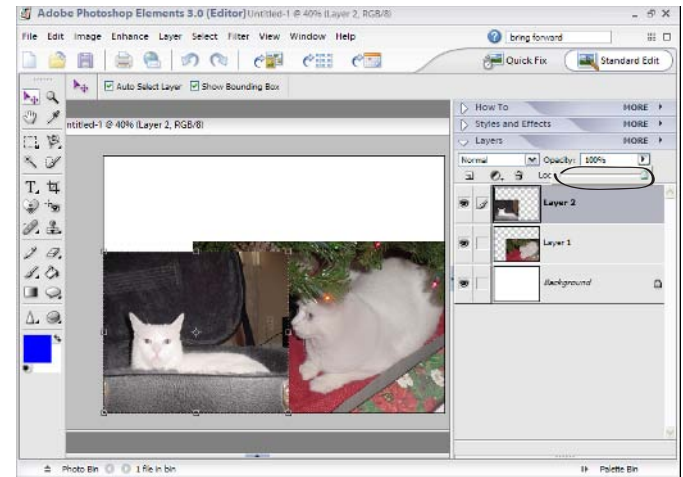 Adobe Photoshop Elements 3.0 (Editor) Untitled-1 @ 40% (Layer 2, RGB/8)
File Edit Image Enhance Layer Select Filter View Window Help
bring forward
Quick Fix
Standard Edit
Auto Select Layer
Show Bounding Box
ntitled-1 @ 40% (Layer 2, RGB/8)
How To MORE
Styles and Effects MORE
Layers MORE
Normal Opacity: 100%
Loc
Layer 2
Layer 1
Background
Photo Bin 1 file in bin Palette Bin